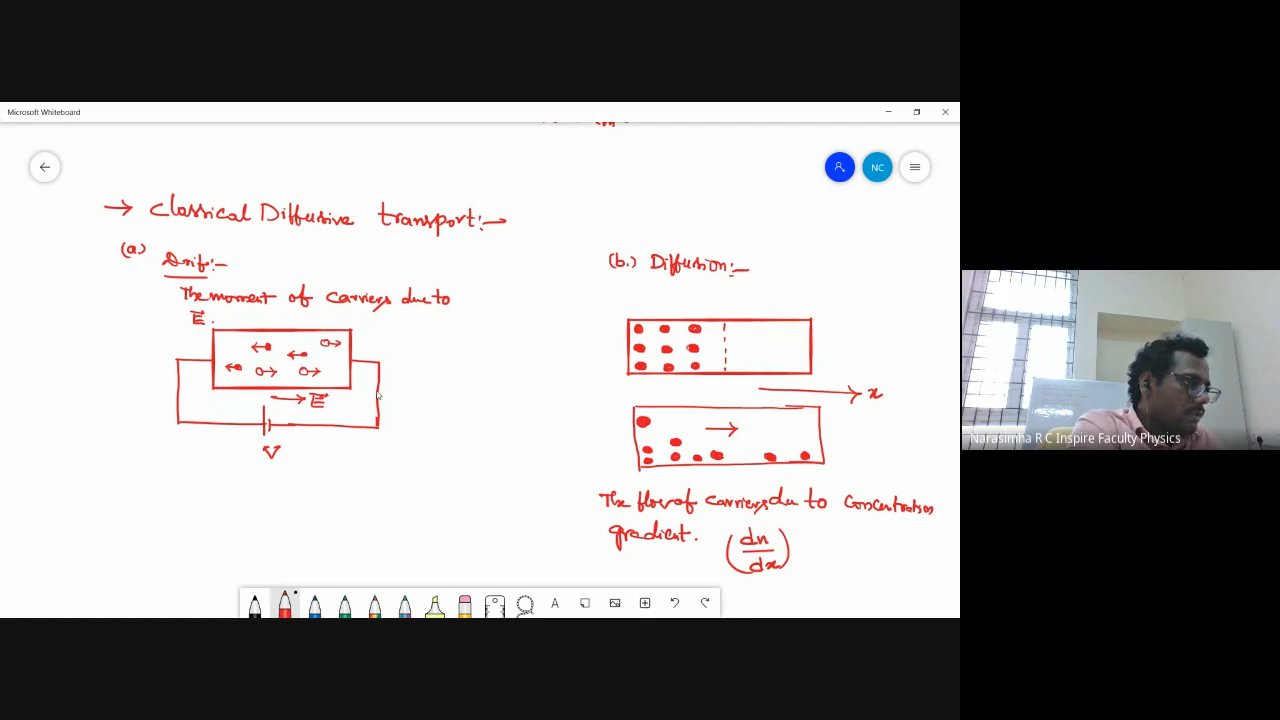 Microsoft Whiteboard
NC
→ Classical Diffusive transport:-
(a) Drif:-
The moment of carriers due to
E.
E
V
(b.) Diffusion:-
x
The flow of carriers due to Concentration
gradient. (dn/dx)
A
Narasimha R C Inspire Faculty Physics